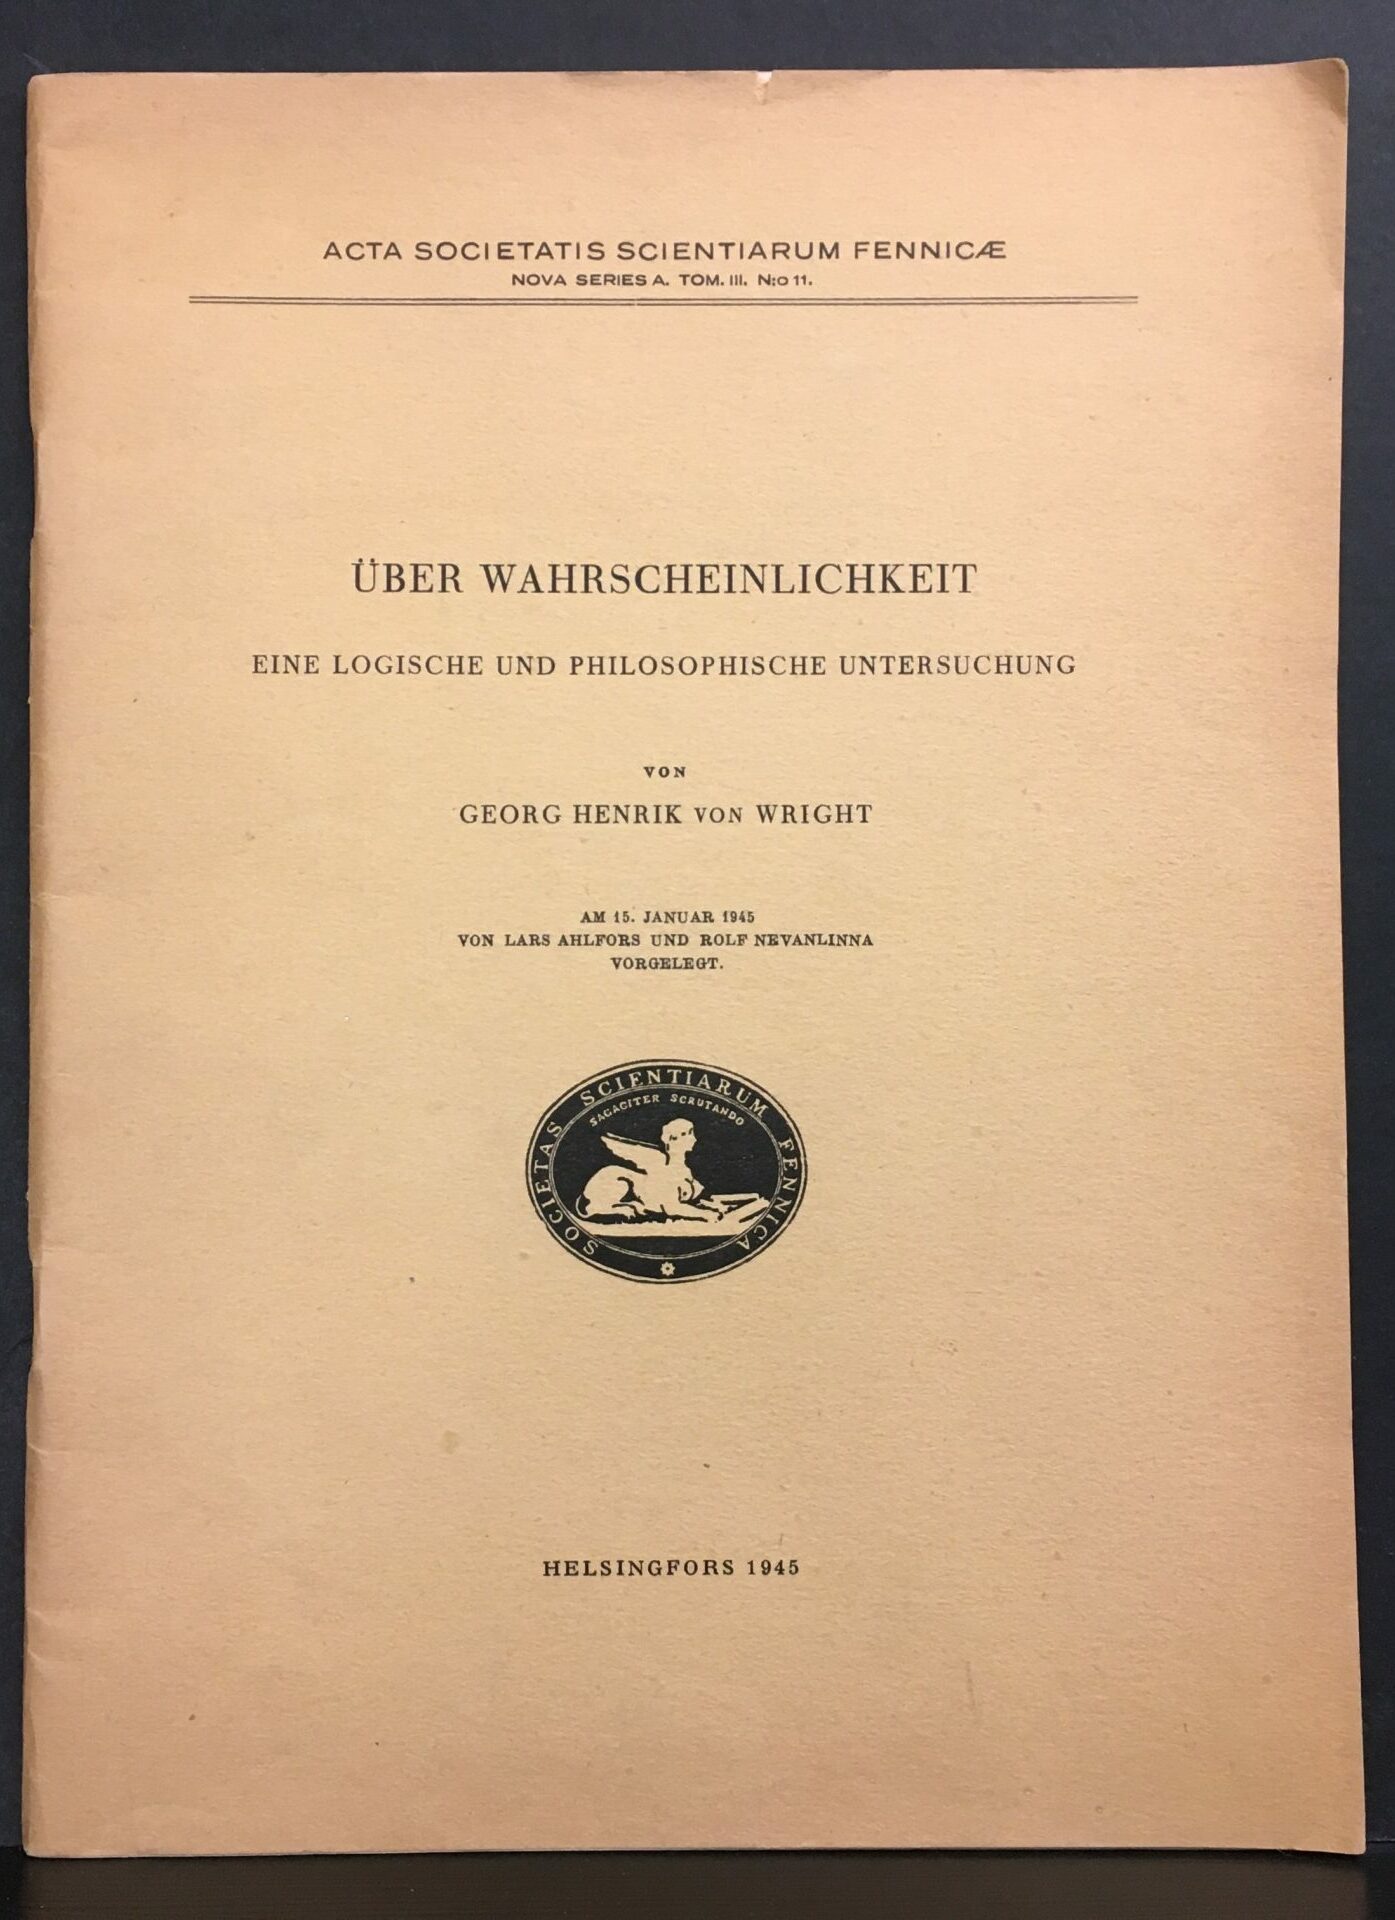 ACTA SOCIETATIS SCIENTIARUM FENNICÆ
NOVA SERIES A. TOM. III. N:o 11.
ÜBER WAHRSCHEINLICHKEIT
EINE LOGISCHE UND PHILOSOPHISCHE UNTERSUCHUNG
VON
GEORG HENRIK VON WRIGHT
AM 15. JANUAR 1945
VON LARS AHLFORS UND ROLF NEVANLINNA
VORGELEGT.
SOCIETAS SCIENTIARUM FENNICA
SAGACITER SCRUTANDO
HELSINGFORS 1945